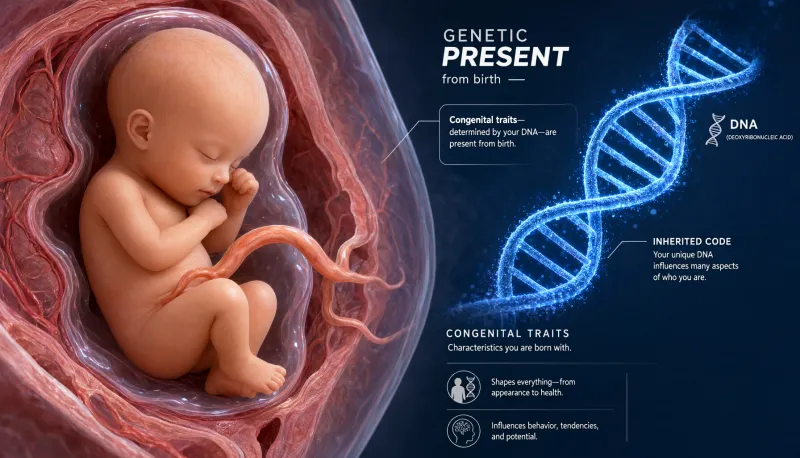 GENETIC
PRESENT
from birth —
Congenital traits—
determined by your DNA—are
present from birth.
DNA
(DEOXYRIBONUCLEIC ACID)
INHERITED CODE
Your unique DNA
influences many aspects
of who you are.
CONGENITAL TRAITS
Characteristics you are born with.
Shapes everything—from
appearance to health.
Influences behavior, tendencies,
and potential.